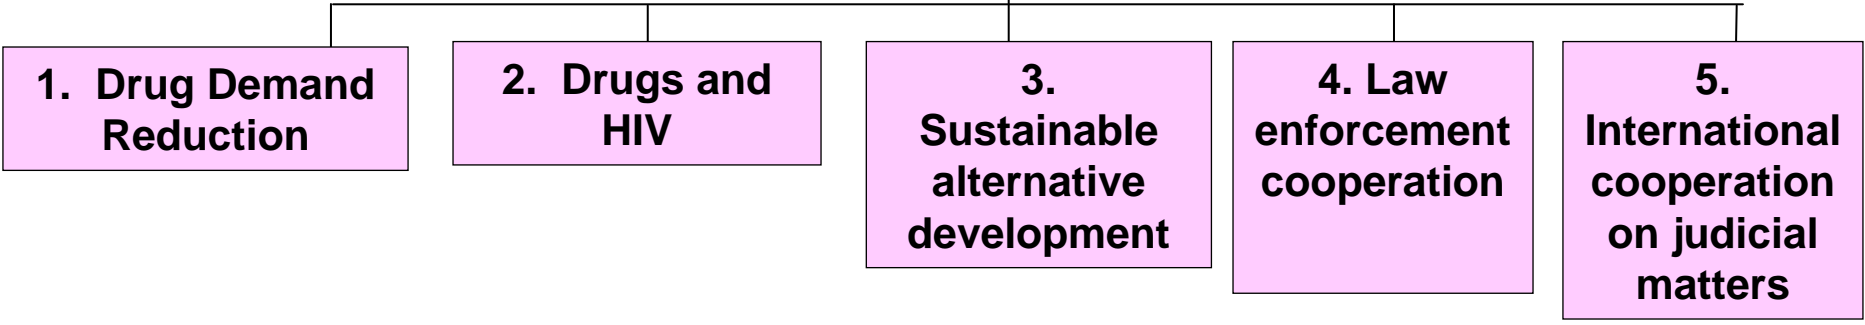 1. Drug Demand
Reduction
2. Drugs and
HIV
3.
Sustainable
alternative
development
4. Law
enforcement
cooperation
5.
International
cooperation
on judicial
matters